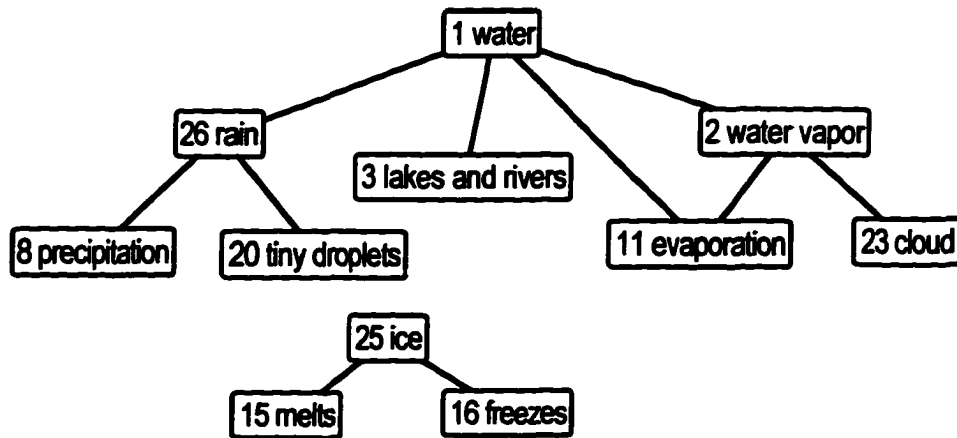 1 water
26 rain
2 water vapor
3 lakes and rivers
8 precipitation
20 tiny droplets
11 evaporation
23 cloud
25 ice
15 melts
16 freezes